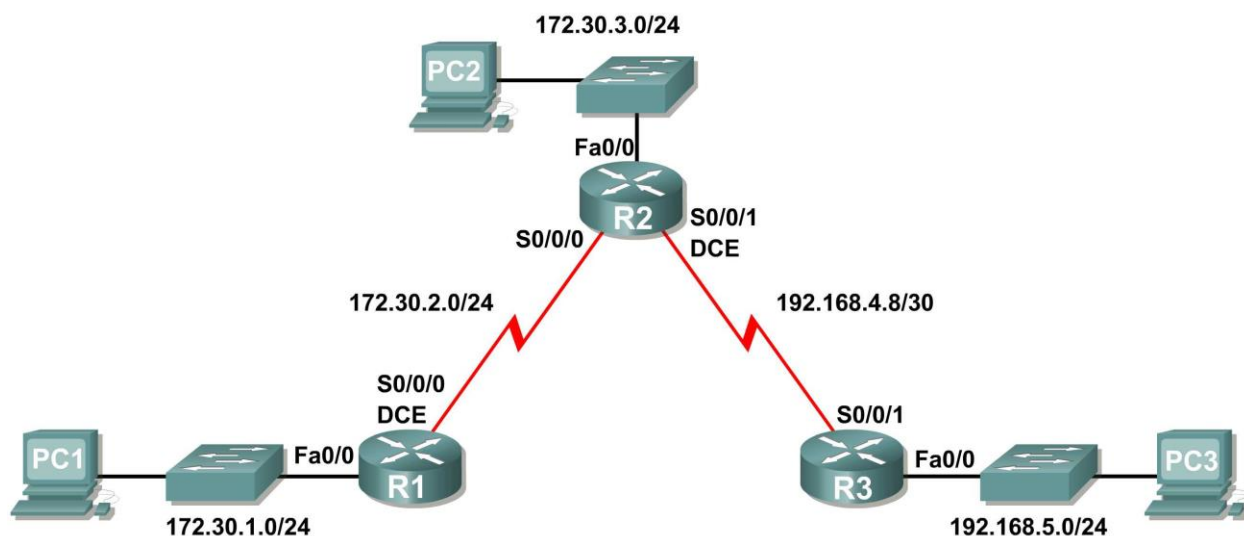 172.30.3.0/24
PC2
Fa0/0
R2
S0/0/0
S0/0/1
DCE
172.30.2.0/24
192.168.4.8/30
S0/0/0
DCE
S0/0/1
PC1
Fa0/0
R1
R3
Fa0/0
PC3
172.30.1.0/24
192.168.5.0/24